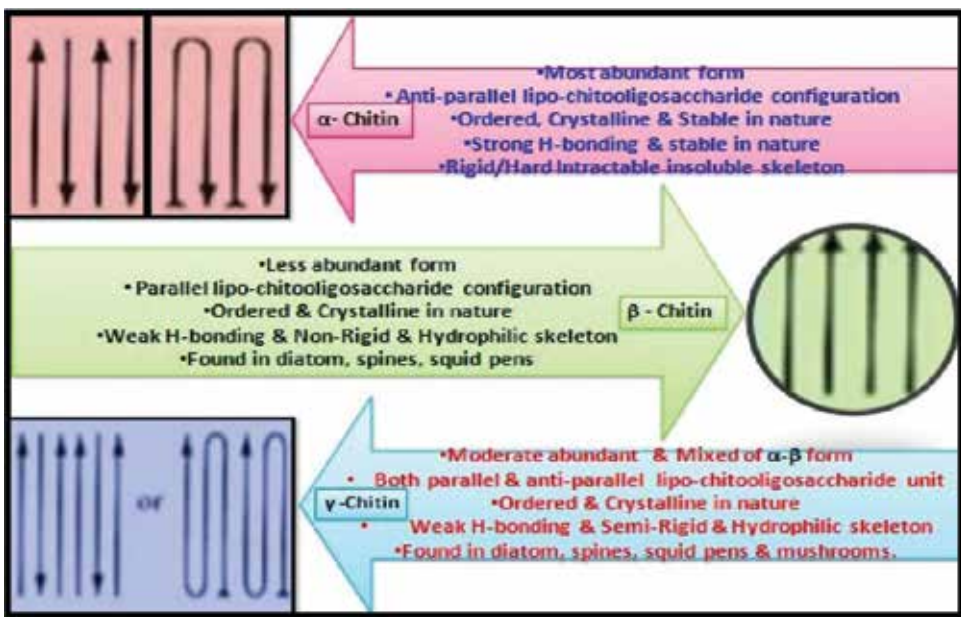 •Most abundant form
•Anti-parallel lipo-chitooligosaccharide configuration
α- Chitin
•Ordered, Crystalline & Stable in nature
•Strong H-bonding & stable in nature
•Rigid/Hard Intractable insoluble skeleton
•Less abundant form
•Parallel lipo-chitooligosaccharide configuration
•Ordered & Crystalline in nature
β - Chitin
•Weak H-bonding & Non-Rigid & Hydrophilic skeleton
•Found in diatom, spines, squid pens
•Moderate abundant & Mixed of α-β form
• Both parallel & anti-parallel lipo-chitooligosaccharide unit
or
γ-Chitin
•Ordered & Crystalline in nature
• Weak H-bonding & Semi-Rigid & Hydrophilic skeleton
•Found in diatom, spines, squid pens & mushrooms.